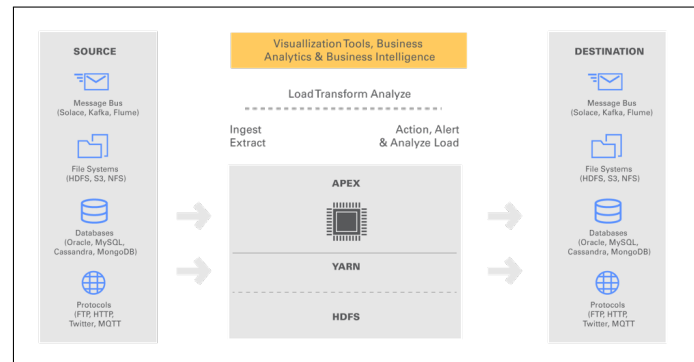 SOURCE
Message Bus
(Solace, Kafka, Flume)
File Systems
(HDFS, S3, NFS)
Databases
(Oracle, MySQL,
Cassandra, MongoDB)
Protocols
(FTP, HTTP,
Twitter, MQTT
Visuallization Tools, Business
Analytics & Business Intelligence
Load Transform Analyze
Ingest
Extract
Action, Alert
& Analyze Load
APEX
YARN
HDFS
DESTINATION
Message Bus
(Solace, Kafka, Flume)
File Systems
(HDFS, S3, NFS)
Databases
(Oracle, MySQL,
Cassandra, MongoDB)
Protocols
(FTP, HTTP,
Twitter, MQTT